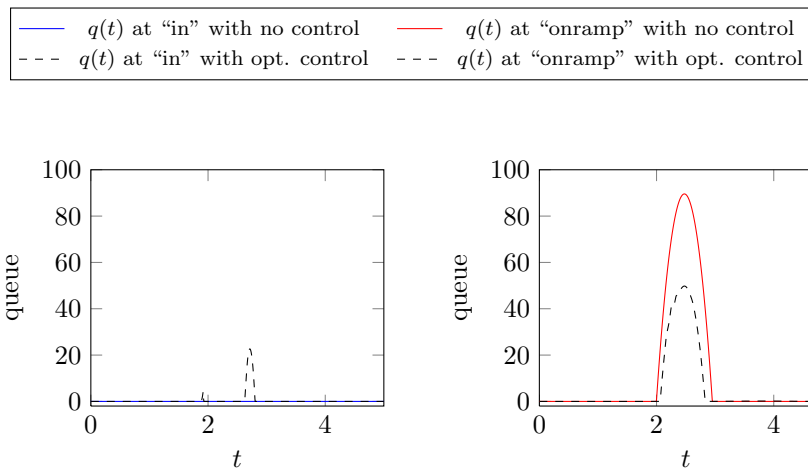 q(t) at “in” with no control
q(t) at “onramp” with no control
q(t) at “in” with opt. control
q(t) at “onramp” with opt. control
100
80
60
40
20
0
queue
0 2 4
t
100
80
60
40
20
0
queue
0 2 4
t